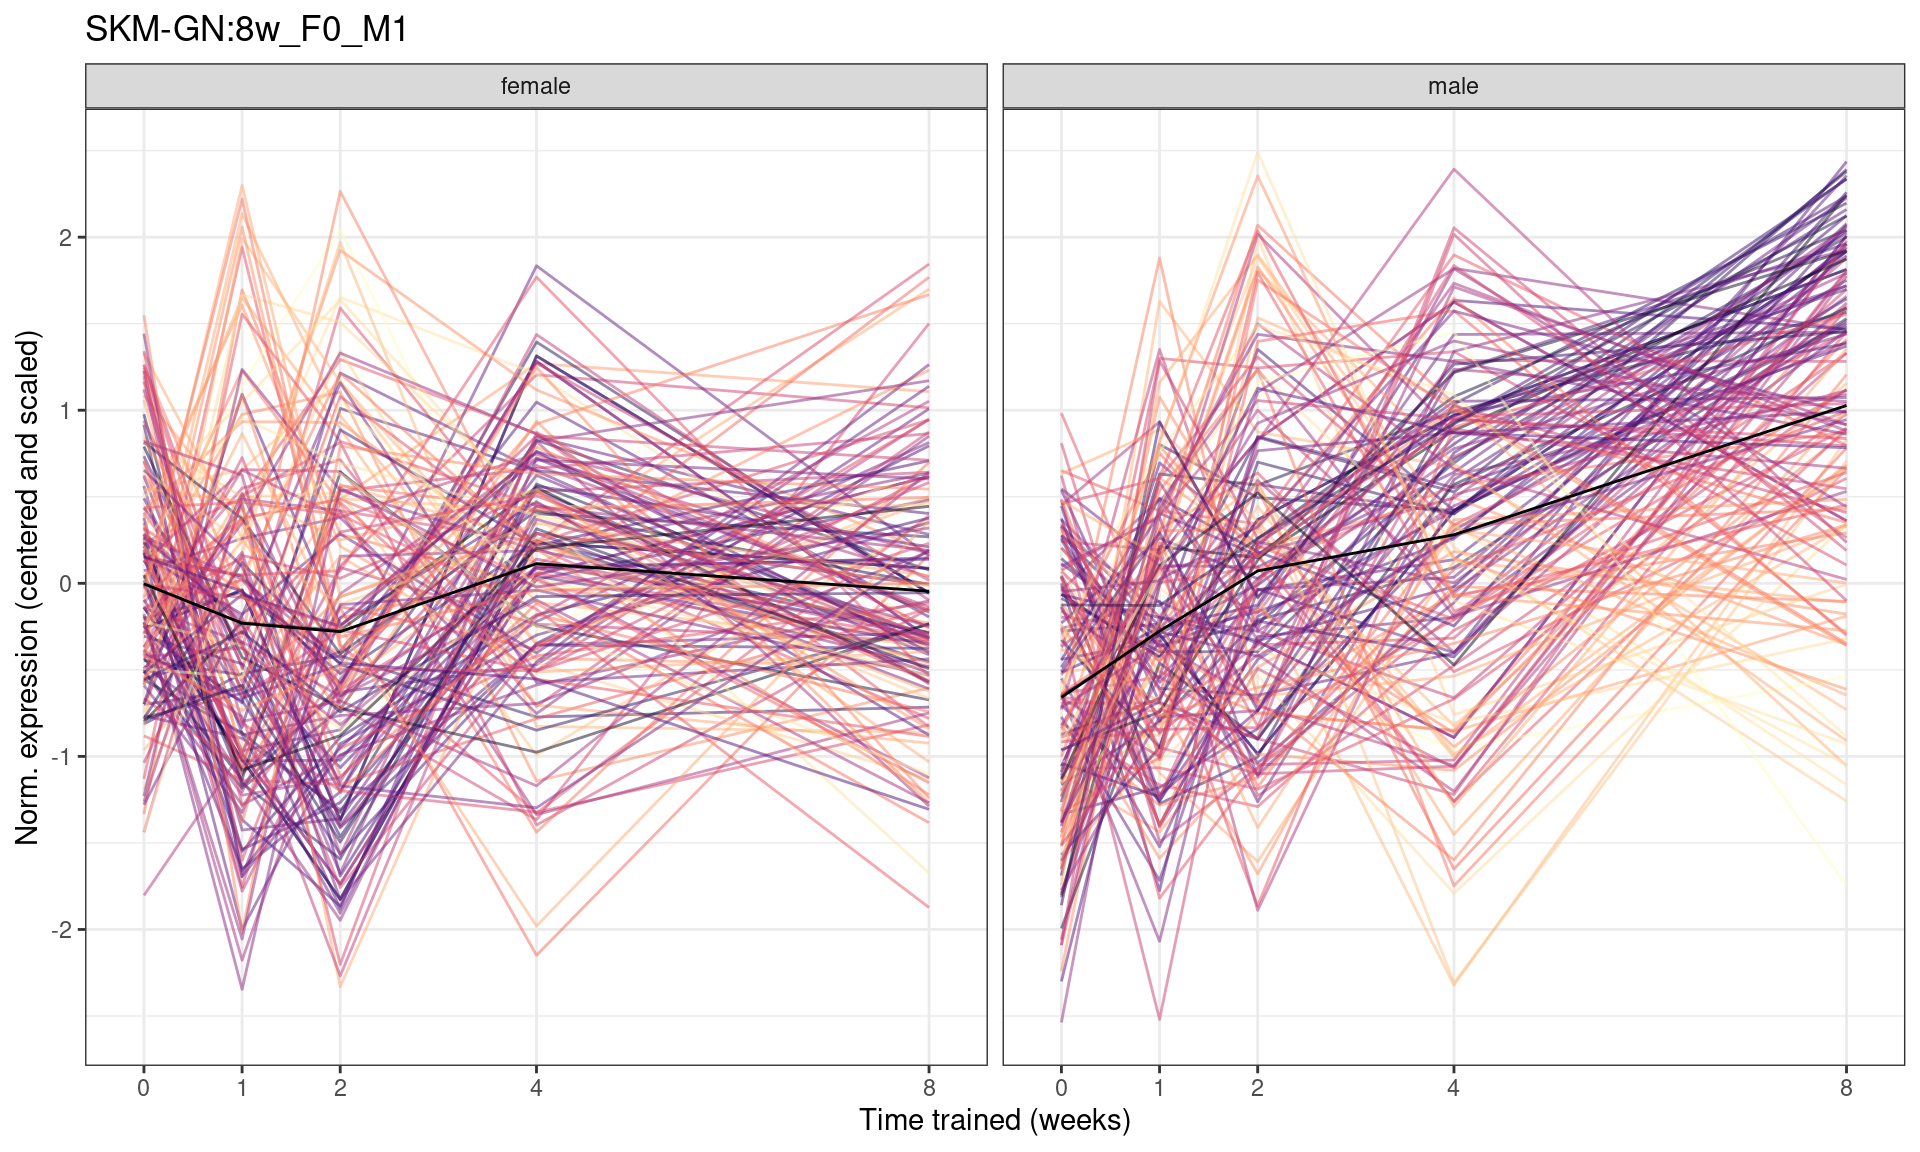 SKM-GN:8w_F0_M1
female
male
Norm. expression (centered and scaled)
2
1
0
-1
-2
0 1 2 4 8
0 1 2 4 8
Time trained (weeks)